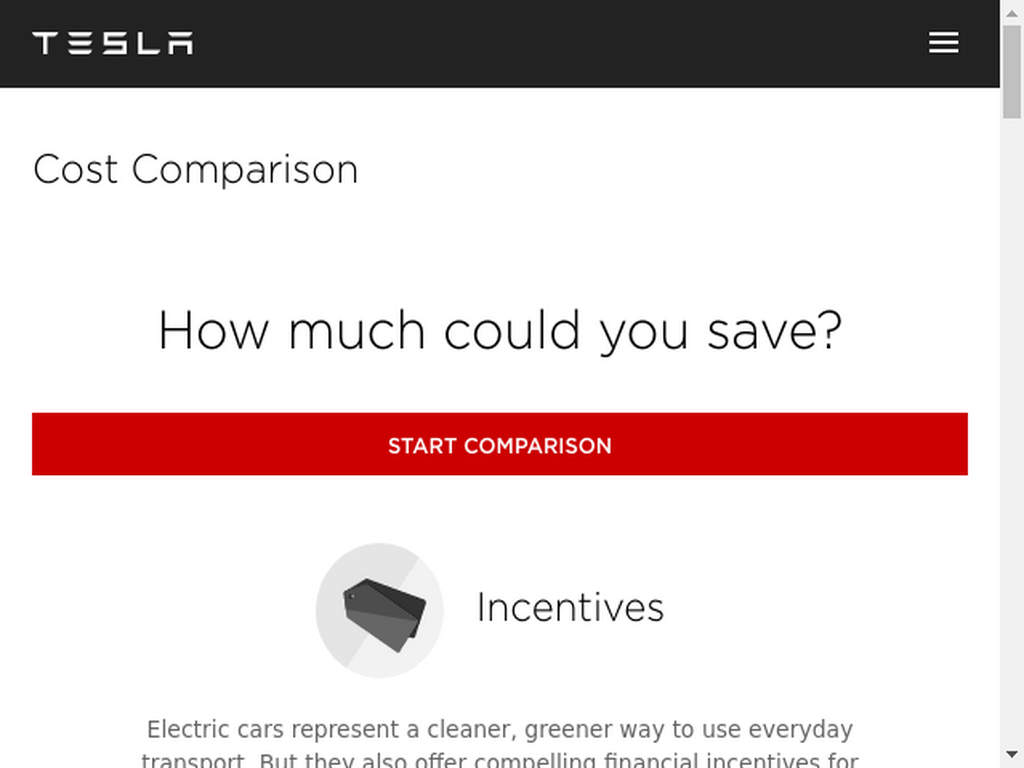 TESLA
Cost Comparison
How much could you save?
START COMPARISON
Incentives
Electric cars represent a cleaner, greener way to use everyday
transport. But they also offer compelling financial incentives for